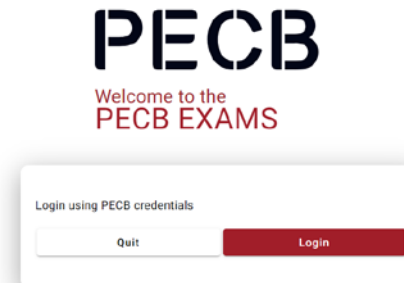 PECB
Welcome to the
PECB EXAMS
Login using PECB credentials
Quit Login